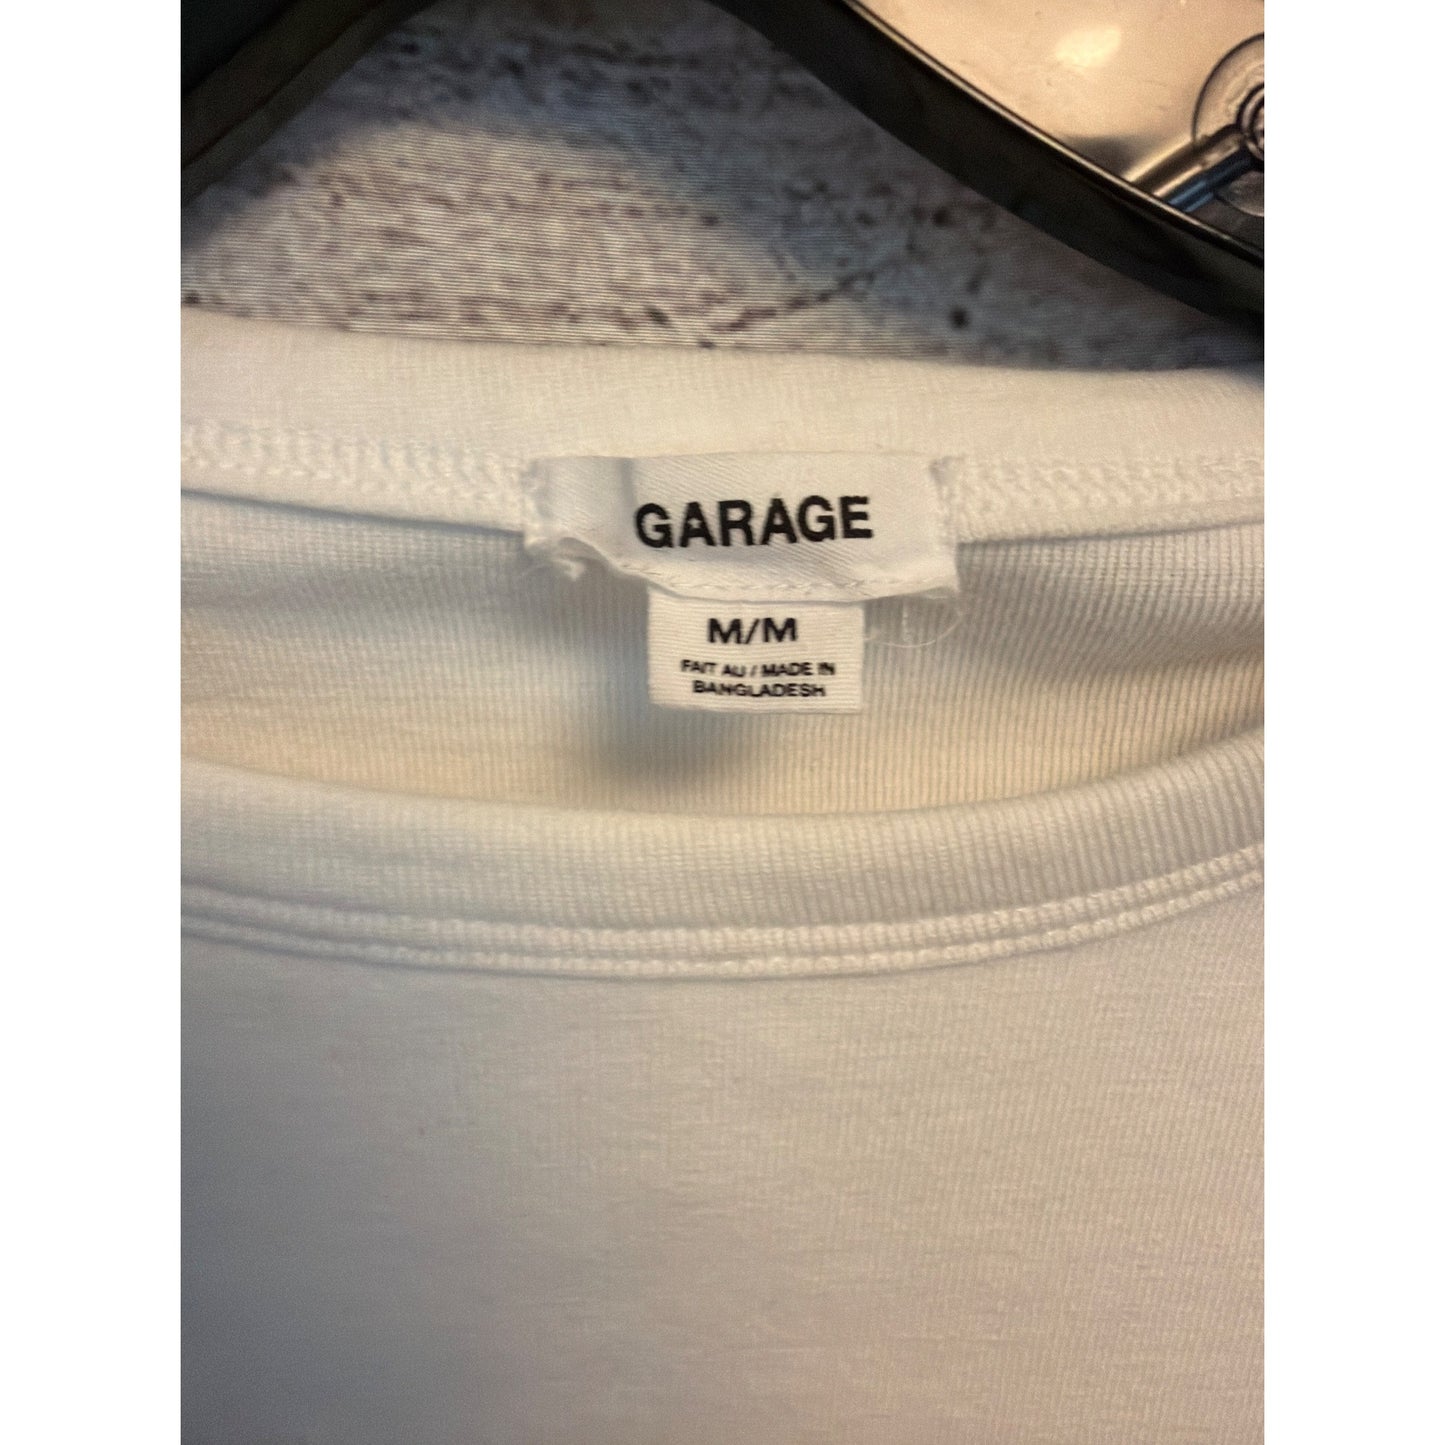 GARAGE
M/M
FAIT AU / MADE IN
BANGLADESH